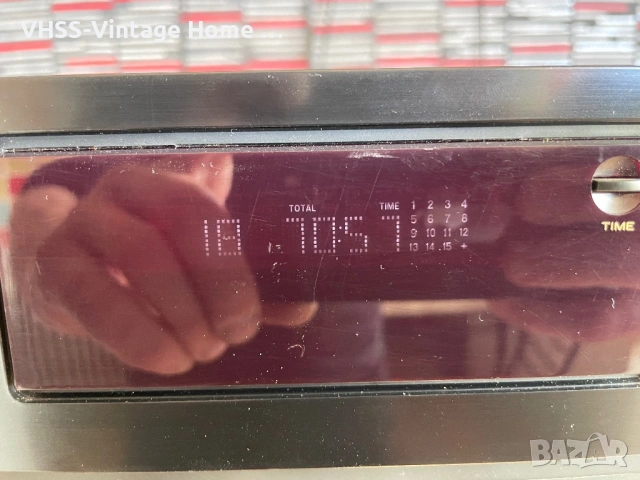 VHSS-Vintage Home
TOTAL TIME 1 2 3 4
5 6 7 8
18 70:57
9 10 11 12
13 14 15 +
TIME
BAZAR